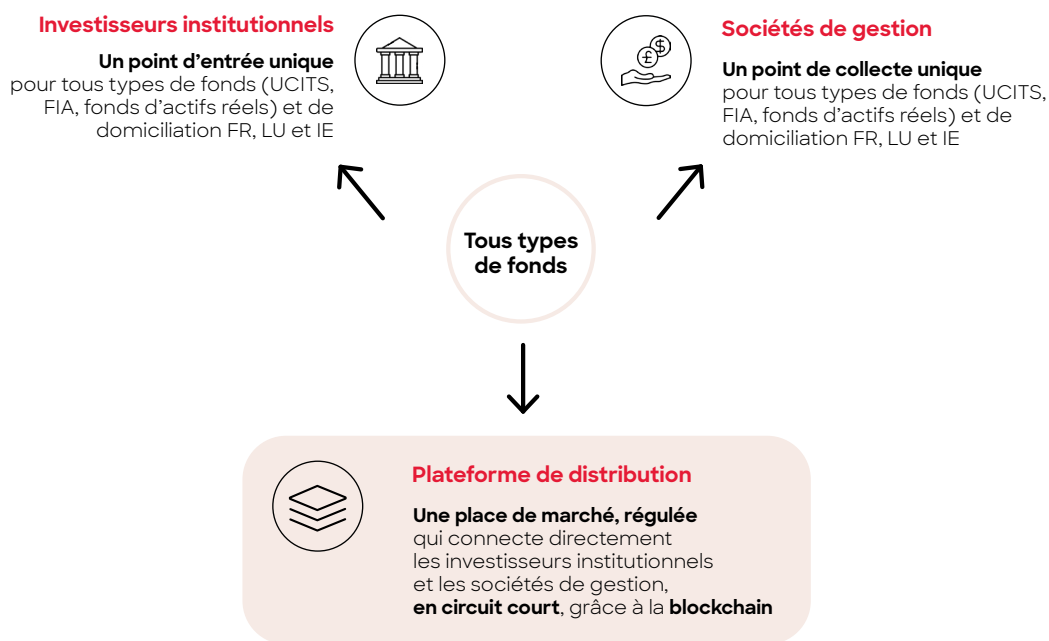 Investisseurs institutionnels
Un point d’entrée unique
pour tous types de fonds (UCITS,
FIA, fonds d’actifs réels) et de
domiciliation FR, LU et IE
Sociétés de gestion
Un point de collecte unique
pour tous types de fonds (UCITS,
FIA, fonds d’actifs réels) et de
domiciliation FR, LU et IE
Tous types
de fonds
Plateforme de distribution
Une place de marché, régulée
qui connecte directement
les investisseurs institutionnels
et les sociétés de gestion,
en circuit court, grâce à la blockchain